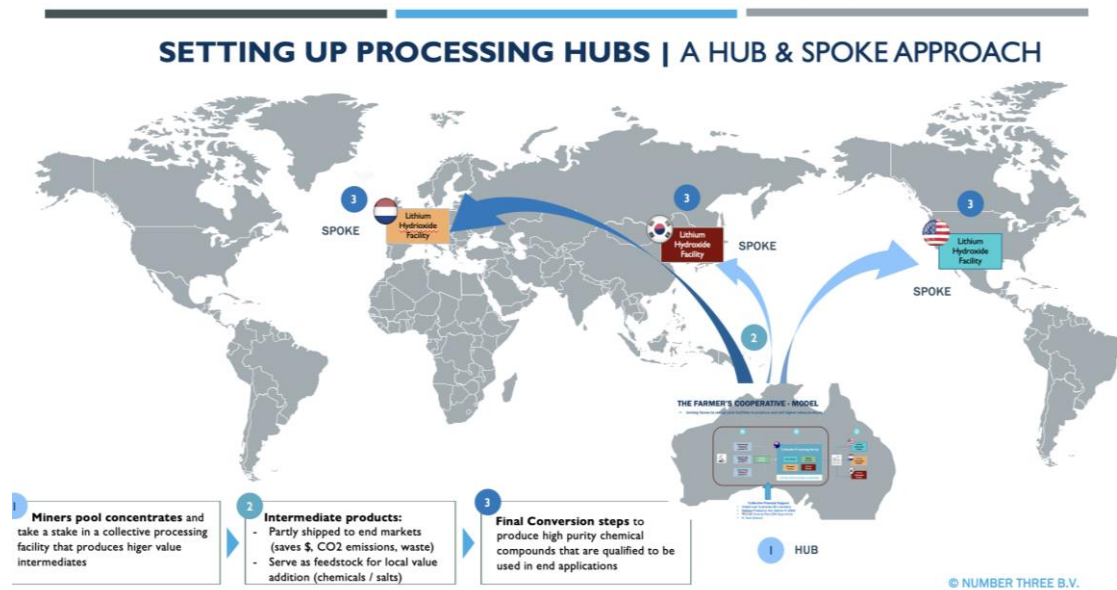 SETTING UP PROCESSING HUBS | A HUB & SPOKE APPROACH
3
SPOKE
Lithium
Hydrioxide
Facility
3
Lithium
Hydroxide
Facility
SPOKE
3
Lithium
Hydroxide
Facility
SPOKE
2
THE FARMER'S COOPERATIVE - MODEL
1
HUB
1
Miners pool concentrates and
take a stake in a collective processing
facility that produces higer value
intermediates
2
Intermediate products:
- Partly shipped to end markets
(saves $, CO2 emissions, waste)
- Serve as feedstock for local value
addition (chemicals / salts)
3
Final Conversion steps to
produce high purity chemical
compounds that are qualified to be
used in end applications
© NUMBER THREE B.V.